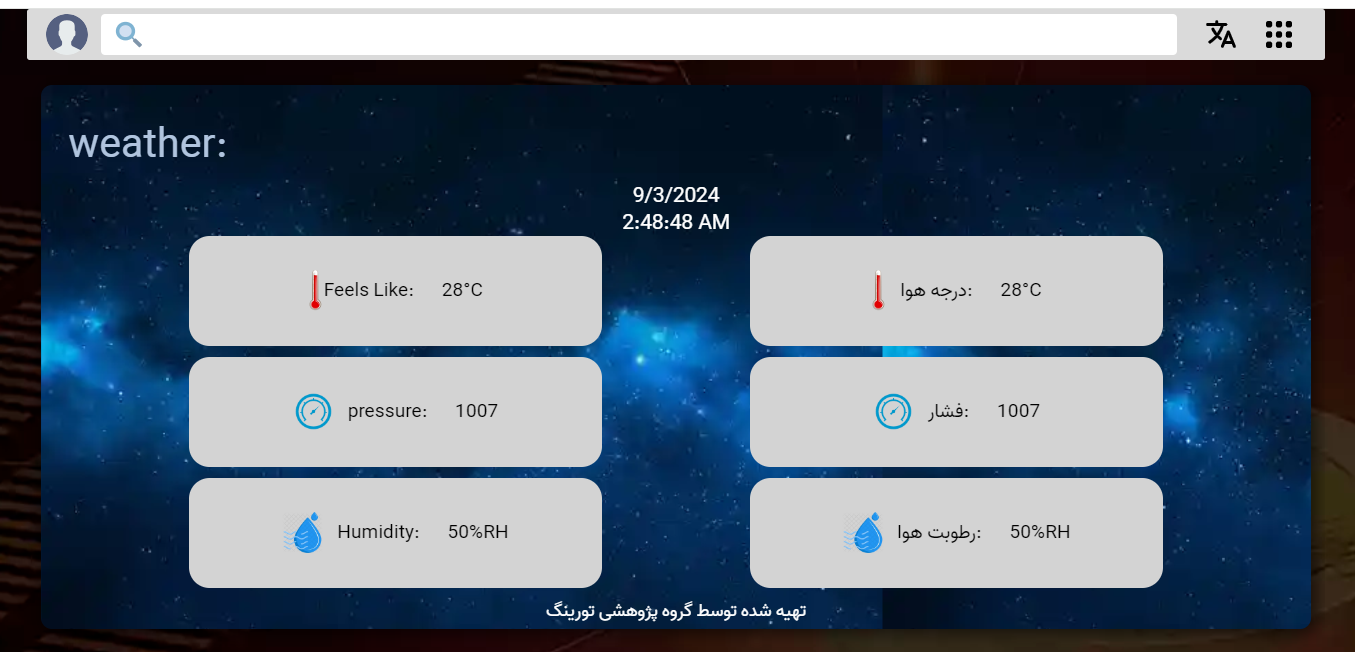 weather:
9/3/2024
2:48:48 AM
Feels Like: 28°C
درجه هوا: 28°C
pressure: 1007
فشار: 1007
Humidity: 50%RH
رطوبت هوا: 50%RH
تهیه شده توسط گروه پژوهشی تورینگ